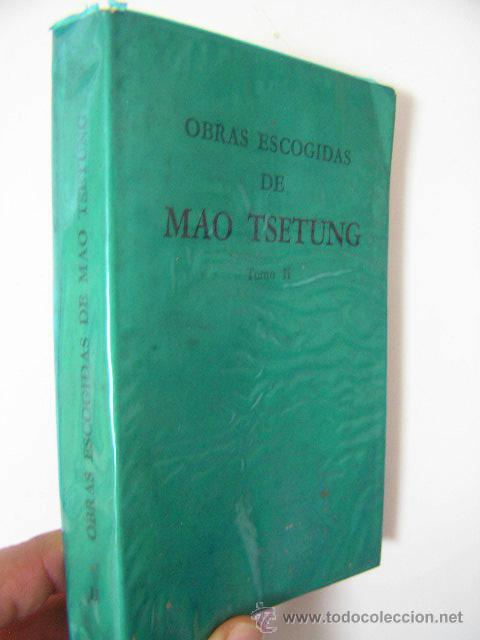 OBRAS ESCOGIDAS
DE
MAO TSETUNG
Tomo II
OBRAS ESCOGIDAS DE MAO TSETUNG
www.todocoleccion.net